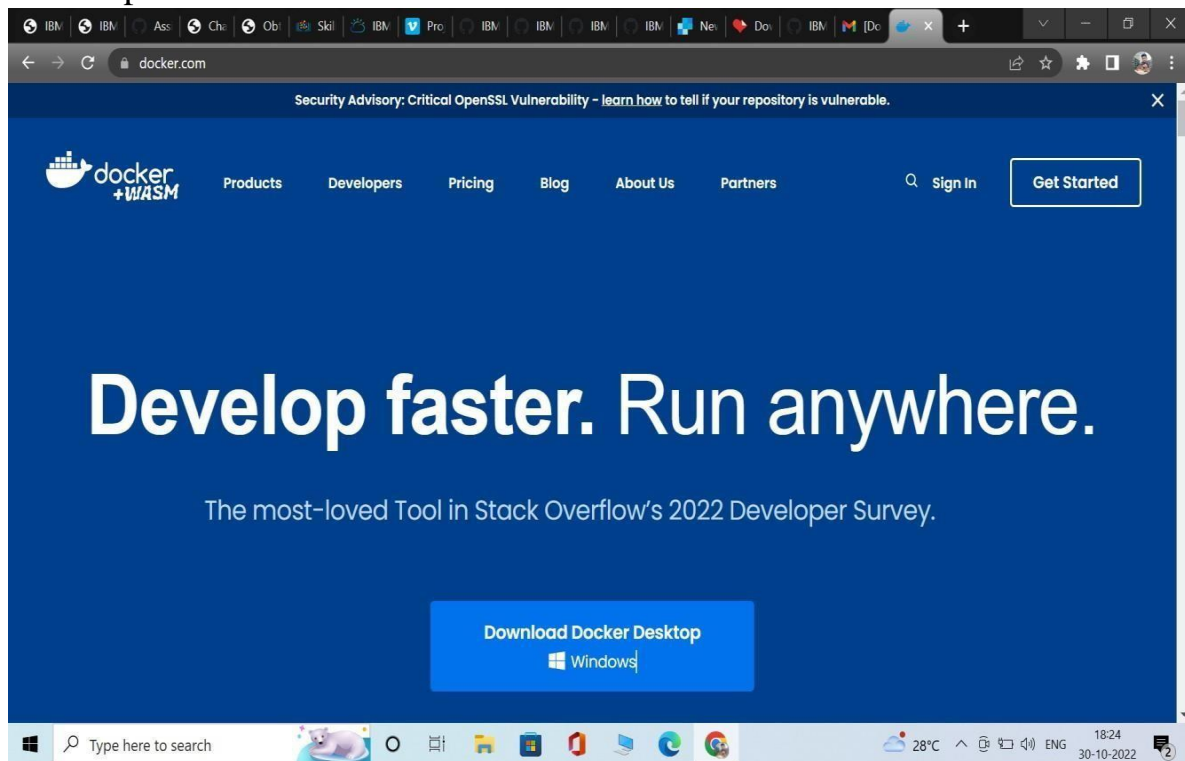 IBM IBM Ass Cha Obt Skil IBM Pro IBM IBM IBM IBM Nev Dov IBM [Do
docker.com
Security Advisory: Critical OpenSSL Vulnerability – learn how to tell if your repository is vulnerable.
docker
+WASM
Products Developers Pricing Blog About Us Partners Sign In Get Started
Develop faster. Run anywhere.
The most-loved Tool in Stack Overflow's 2022 Developer Survey.
Download Docker Desktop
Windows
Type here to search 28°C ENG 18:24
30-10-2022
2